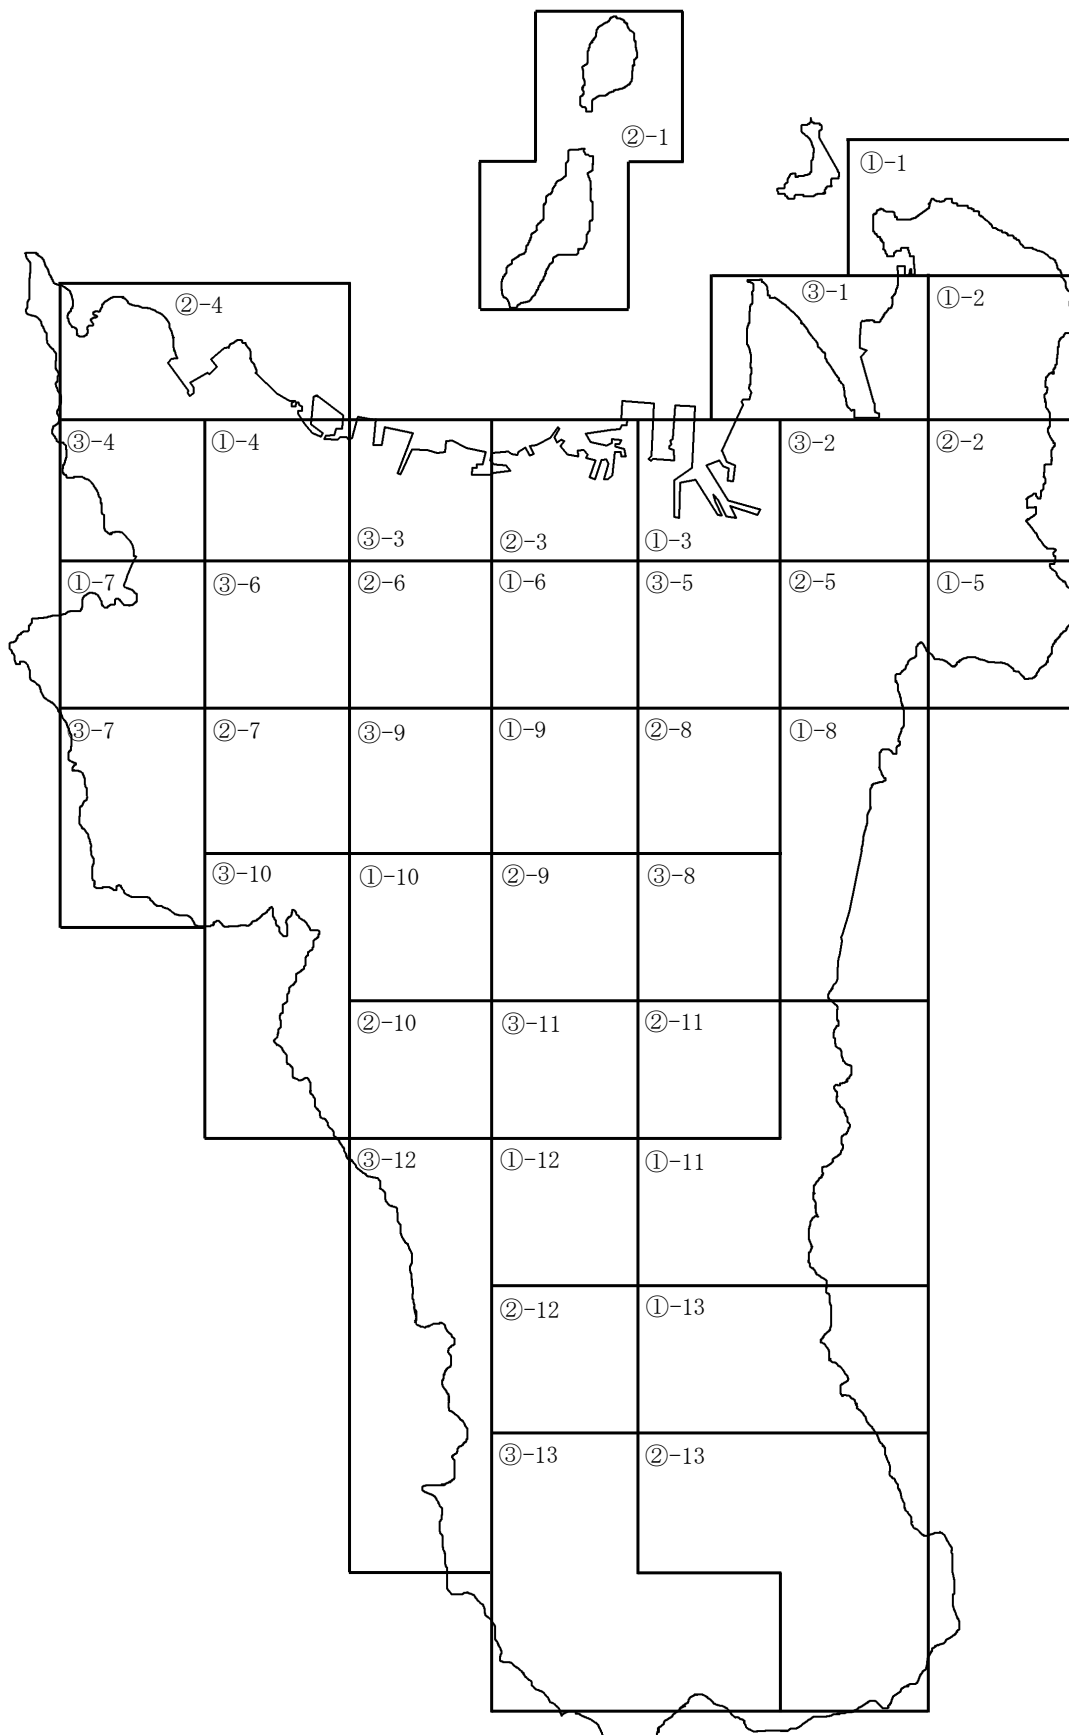 ②-1
①-1
②-4 ③-1 ①-2
③-4 ①-4 ③-2 ②-2
③-3 ②-3 ①-3
①-7 ③-6 ②-6 ①-6 ③-5 ②-5 ①-5
③-7 ②-7 ③-9 ①-9 ②-8 ①-8
③-10 ①-10 ②-9 ③-8
②-10 ③-11 ②-11
③-12 ①-12 ①-11
②-12 ①-13
③-13 ②-13